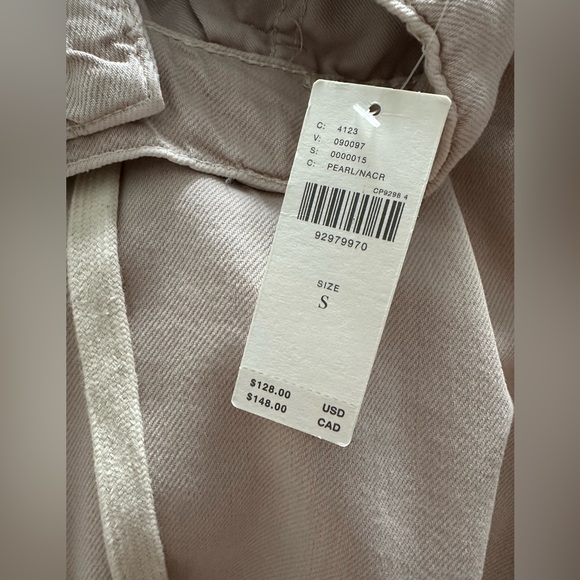 C: 4123
V: 090097
S: 0000015
C: PEARL/NACR
CP9298 4
92979970
SIZE
S
$128.00 USD
$148.00 CAD